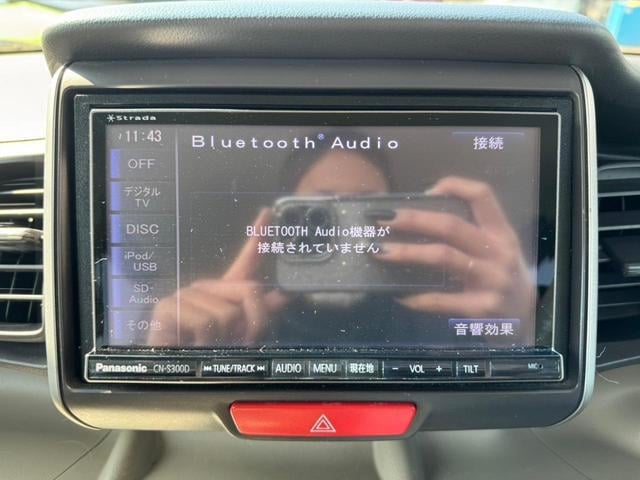 Strada
11:43
Bluetooth® Audio
接続
OFF
デジタル
TV
DISC
iPod/
USB
SD-
Audio
その他
BLUETOOTH Audio機器が
接続されていません
音響効果
Panasonic CN-S300D TUNE/TRACK AUDIO MENU 現在地 − VOL + TILT MIC